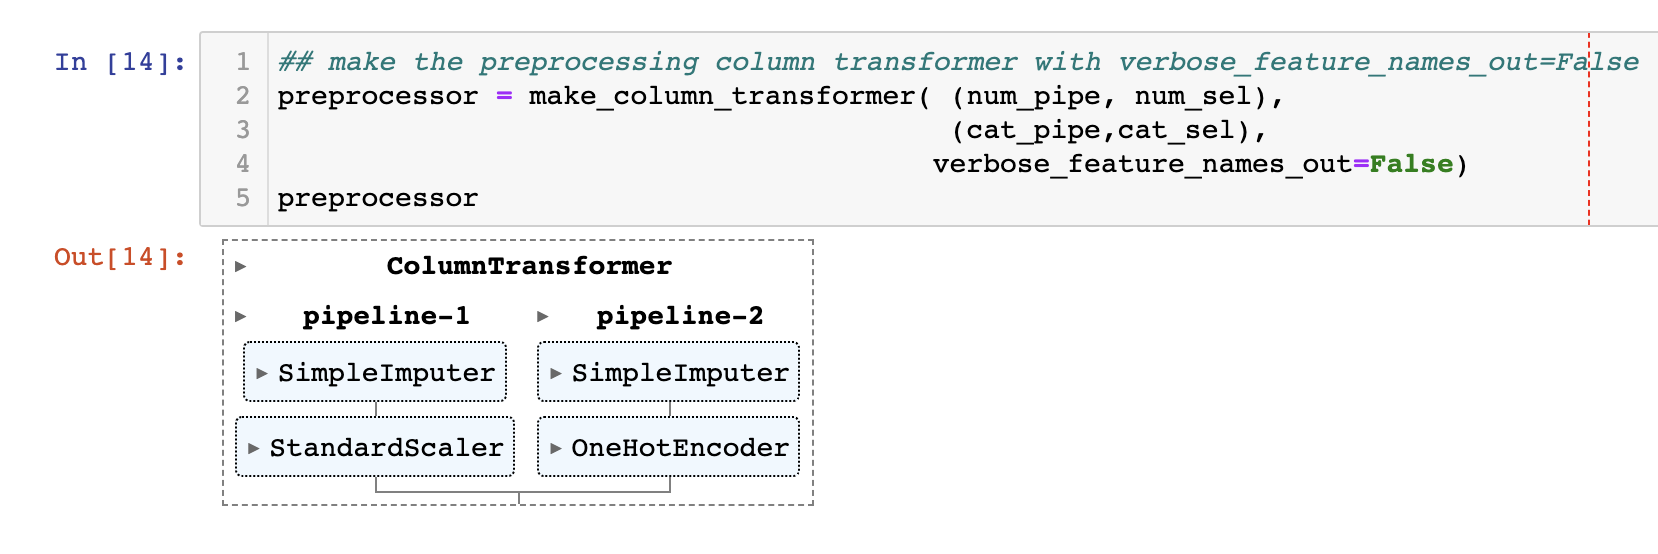 In [14]:
1 ## make the preprocessing column transformer with verbose_feature_names_out=False
2 preprocessor = make_column_transformer( (num_pipe, num_sel),
3 (cat_pipe,cat_sel),
4 verbose_feature_names_out=False)
5 preprocessor
Out[14]:
ColumnTransformer
pipeline-1 pipeline-2
SimpleImputer SimpleImputer
StandardScaler OneHotEncoder